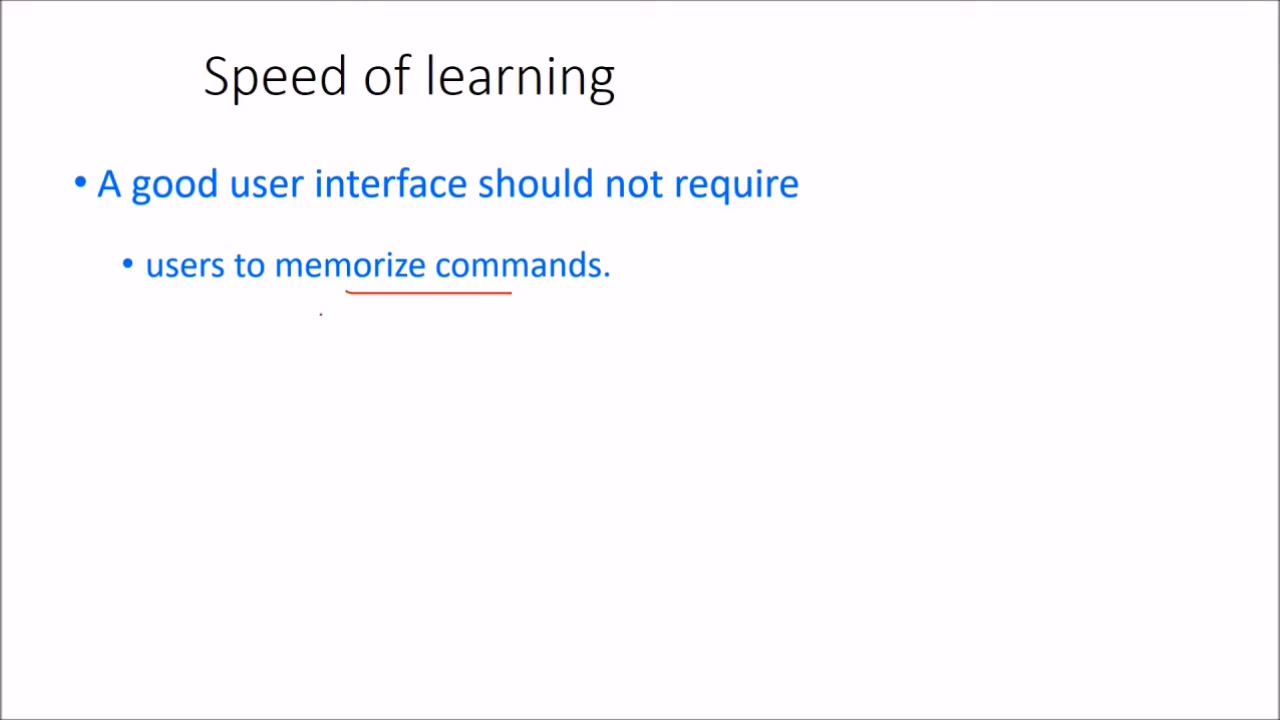 Speed of learning
• A good user interface should not require
• users to memorize commands.